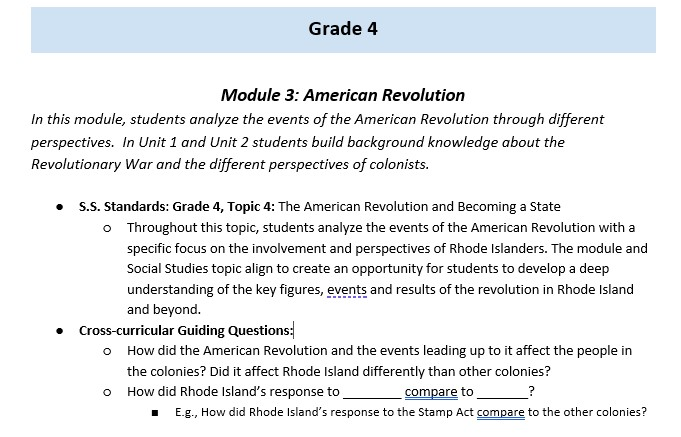 Grade 4
Module 3: American Revolution
In this module, students analyze the events of the American Revolution through different
perspectives. In Unit 1 and Unit 2 students build background knowledge about the
Revolutionary War and the different perspectives of colonists.
● S.S. Standards: Grade 4, Topic 4: The American Revolution and Becoming a State
○ Throughout this topic, students analyze the events of the American Revolution with a
specific focus on the involvement and perspectives of Rhode Islanders. The module and
Social Studies topic align to create an opportunity for students to develop a deep
understanding of the key figures, events and results of the revolution in Rhode Island
and beyond.
● Cross-curricular Guiding Questions:
○ How did the American Revolution and the events leading up to it affect the people in
the colonies? Did it affect Rhode Island differently than other colonies?
○ How did Rhode Island’s response to ________ compare to _______?
■ E.g., How did Rhode Island’s response to the Stamp Act compare to the other colonies?